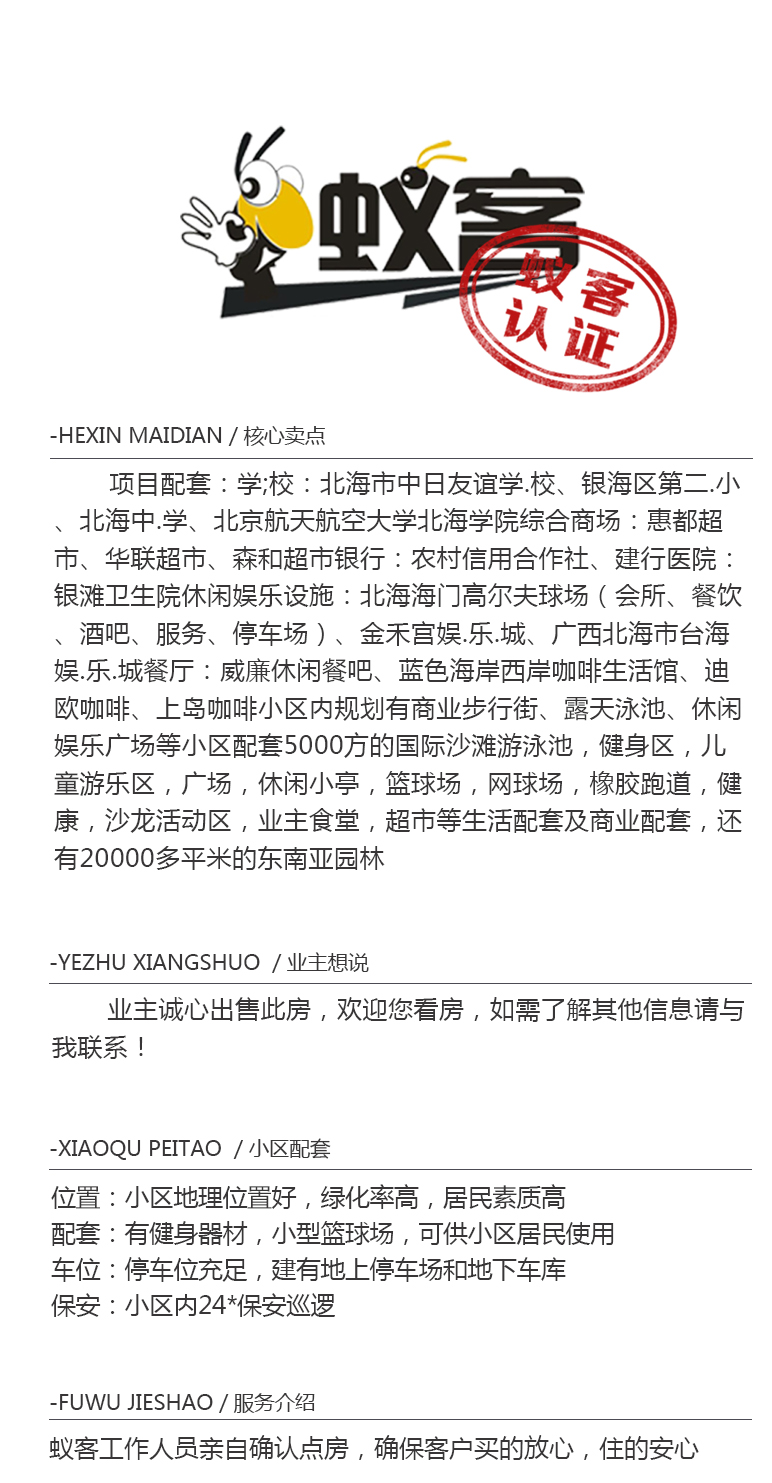 蚁客
蚁客
认证
-HEXIN MAIDIAN / 核心卖点
项目配套：学;校：北海市中日友谊学.校、银海区第二.小
、北海中.学、北京航天航空大学北海学院综合商场：惠都超
市、华联超市、森和超市银行：农村信用合作社、建行医院：
银滩卫生院休闲娱乐设施：北海海门高尔夫球场（会所、餐饮
、酒吧、服务、停车场）、金禾宫娱.乐.城、广西北海市台海
娱.乐.城餐厅：威廉休闲餐吧、蓝色海岸西岸咖啡生活馆、迪
欧咖啡、上岛咖啡小区内规划有商业步行街、露天泳池、休闲
娱乐广场等小区配套5000方的国际沙滩游泳池，健身区，儿
童游乐区，广场，休闲小亭，篮球场，网球场，橡胶跑道，健
康，沙龙活动区，业主食堂，超市等生活配套及商业配套，还
有20000多平米的东南亚园林
-YEZHU XIANGSHUO / 业主想说
业主诚心出售此房，欢迎您看房，如需了解其他信息请与
我联系！
-XIAOQU PEITAO / 小区配套
位置：小区地理位置好，绿化率高，居民素质高
配套：有健身器材，小型篮球场，可供小区居民使用
车位：停车位充足，建有地上停车场和地下车库
保安：小区内24*保安巡逻
-FUWU JIESHAO / 服务介绍
蚁客工作人员亲自确认点房，确保客户买的放心，住的安心